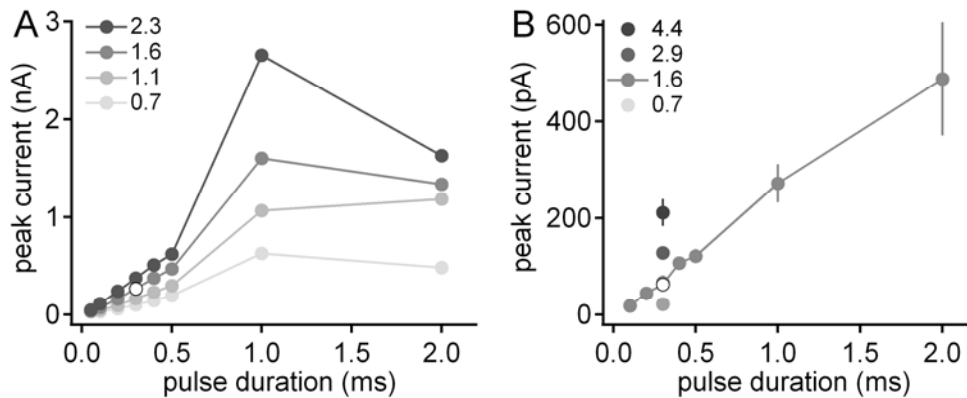 A
3
2
1
0
peak current (nA)
2.3
1.6
1.1
0.7
0.0 0.5 1.0 1.5 2.0
pulse duration (ms)
B
600
400
200
0
peak current (pA)
4.4
2.9
1.6
0.7
0.0 0.5 1.0 1.5 2.0
pulse duration (ms)